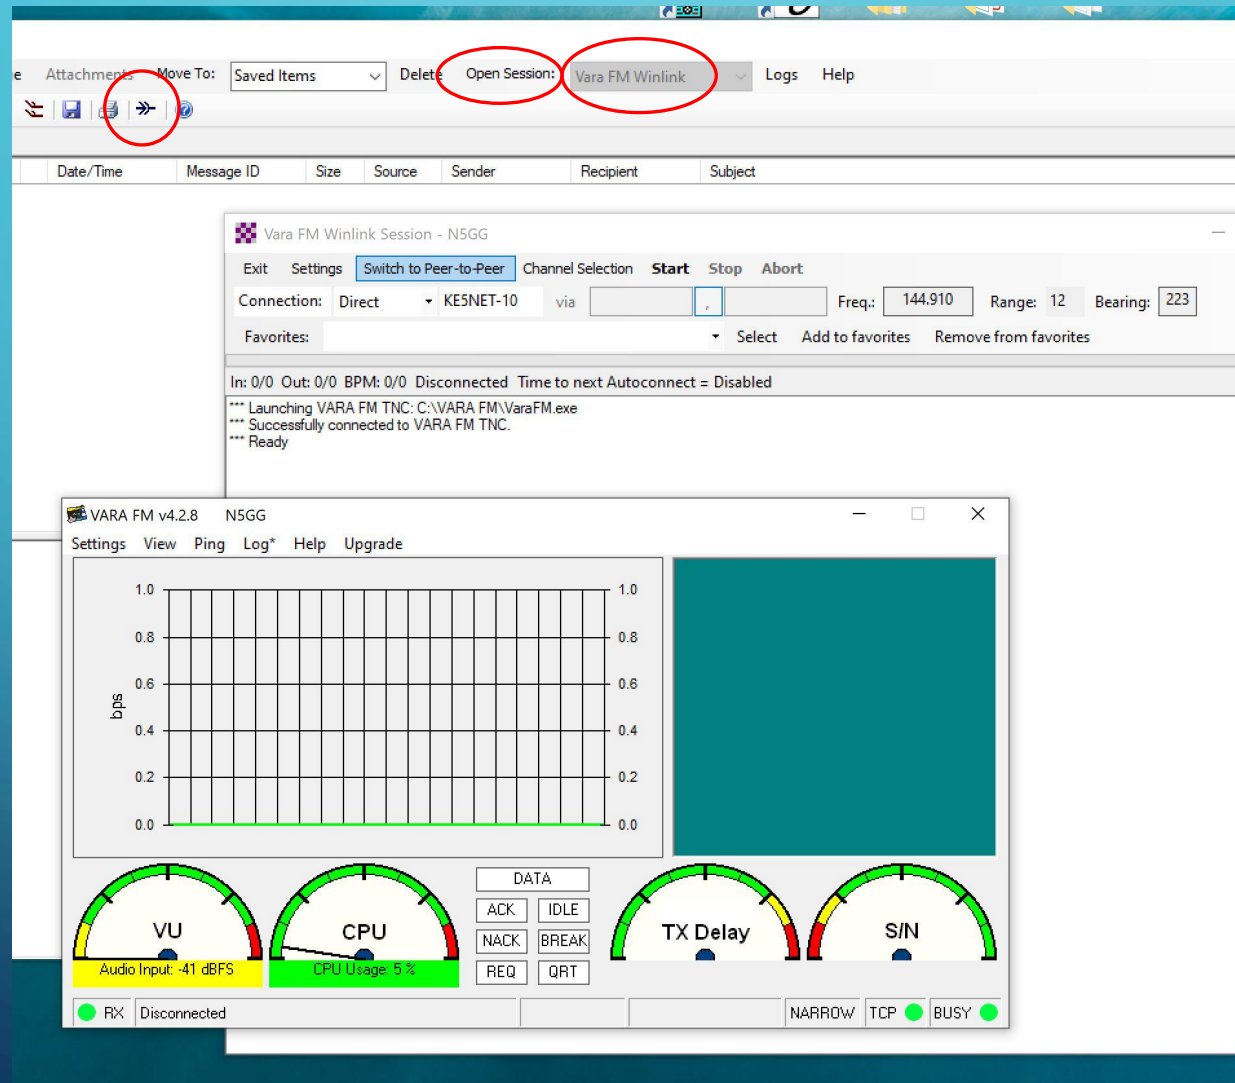 e Attachments Move To: Saved Items Delete Open Session: Vara FM Winlink Logs Help
Date/Time Message ID Size Source Sender Recipient Subject
Vara FM Winlink Session - N5GG
Exit Settings Switch to Peer-to-Peer Channel Selection Start Stop Abort
Connection: Direct KE5NET-10 via , Freq.: 144.910 Range: 12 Bearing: 223
Favorites: Select Add to favorites Remove from favorites
In: 0/0 Out: 0/0 BPM: 0/0 Disconnected Time to next Autoconnect = Disabled
*** Launching VARA FM TNC: C:\VARA FM\VaraFM.exe
*** Successfully connected to VARA FM TNC.
*** Ready
VARA FM v4.2.8 N5GG
Settings View Ping Log* Help Upgrade
1.0 1.0
0.8 0.8
0.6 0.6
bps
0.4 0.4
0.2 0.2
0.0 0.0
DATA
ACK IDLE
NACK BREAK
REQ QRT
VU CPU TX Delay S/N
Audio Input: -41 dBFS CPU Usage: 5 %
RX Disconnected NARROW TCP BUSY